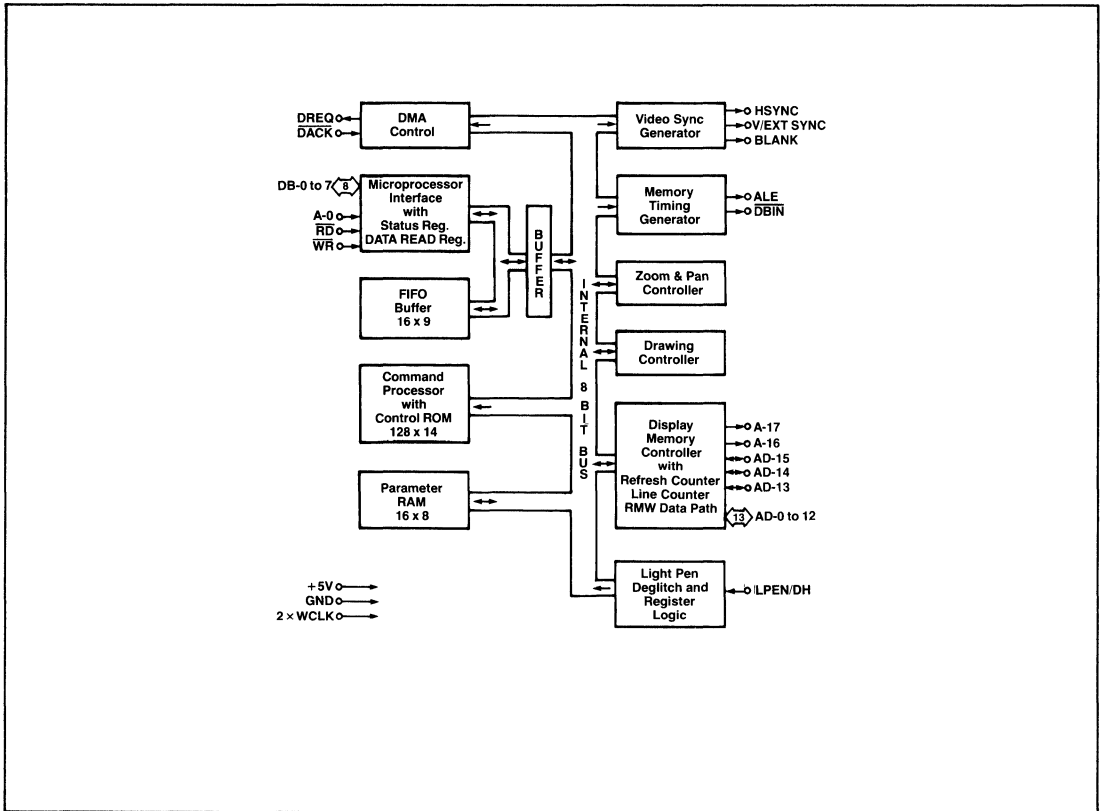 DREQ
DACK
DMA
Control
DB-0 to 7
8
A-0
RD
WR
Microprocessor
Interface
with
Status Reg.
DATA READ Reg.
FIFO
Buffer
16 x 9
Command
Processor
with
Control ROM
128 x 14
Parameter
RAM
16 x 8
+5V
GND
2 × WCLK
BUFFER
INTERNAL 8 BIT BUS
Video Sync
Generator
HSYNC
V/EXT SYNC
BLANK
Memory
Timing
Generator
ALE
DBIN
Zoom & Pan
Controller
Drawing
Controller
Display
Memory
Controller
with
Refresh Counter
Line Counter
RMW Data Path
A-17
A-16
AD-15
AD-14
AD-13
13
AD-0 to 12
Light Pen
Deglitch and
Register
Logic
LPEN/DH